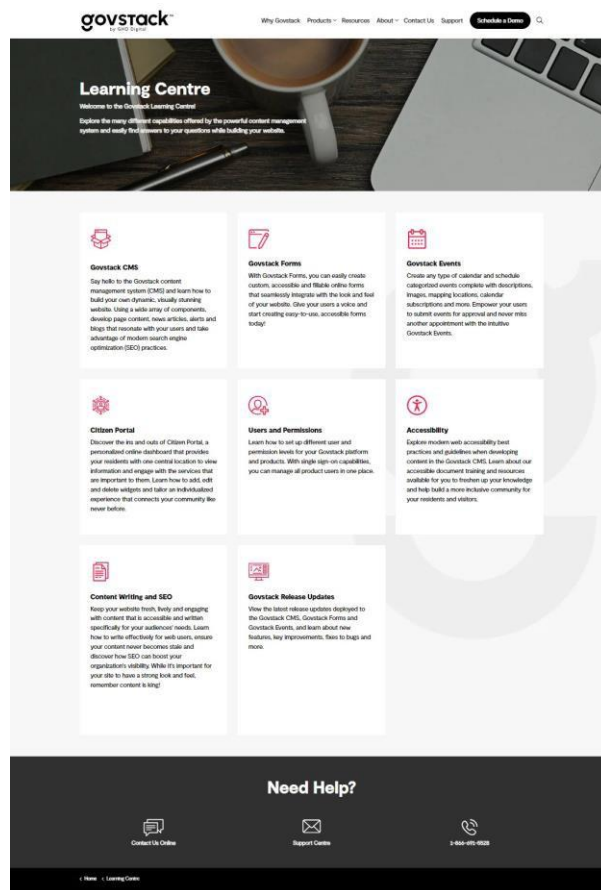 govstack™
by GHD Digital
Why Govstack Products Resources About Contact Us Support Schedule a Demo
Learning Centre
Welcome to the Govstack Learning Centre!
Explore the many different capabilities offered by the powerful content management
system and easily find answers to your questions while building your website.
Govstack CMS
Say hello to the Govstack content
management system (CMS) and learn how to
build your own dynamic, visually stunning
website. Using a wide array of components,
develop page content, news articles, alerts and
blogs that resonate with your users and take
advantage of modern search engine
optimization (SEO) practices.
Govstack Forms
With Govstack Forms, you can easily create
custom, accessible and fillable online forms
that seamlessly integrate with the look and feel
of your website. Give your users a voice and
start creating easy-to-use, accessible forms
today!
Govstack Events
Create any type of calendar and schedule
categorized events complete with descriptions,
images, mapping locations, calendar
subscriptions and more. Empower your users
to submit events for approval and never miss
another appointment with the intuitive
Govstack Events.
Citizen Portal
Discover the ins and outs of Citizen Portal, a
personalized online dashboard that provides
your residents with one central location to view
information and engage with the services that
are important to them. Learn how to add, edit
and delete widgets and tailor an individualized
experience that connects your community like
never before.
Users and Permissions
Learn how to set up different user and
permission levels for your Govstack platform
and products. With single sign-on capabilities,
you can manage all product users in one place.
Accessibility
Explore modern web accessibility best
practices and guidelines when developing
content in the Govstack CMS. Learn about our
accessible document training and resources
available for you to freshen up your knowledge
and help build a more inclusive community for
your residents and visitors.
Content Writing and SEO
Keep your website fresh, lively and engaging
with content that is accessible and written
specifically for your audiences' needs. Learn
how to write effectively for web users, ensure
your content never becomes stale and
discover how SEO can boost your
organization's visibility. While it's important for
your site to have a strong look and feel,
remember content is king!
Govstack Release Updates
View the latest release updates deployed to
the Govstack CMS, Govstack Forms and
Govstack Events, and learn about new
features, key improvements, fixes to bugs and
more.
Need Help?
Contact Us Online
Support Centre
1-866-691-5528
Home Learning Centre